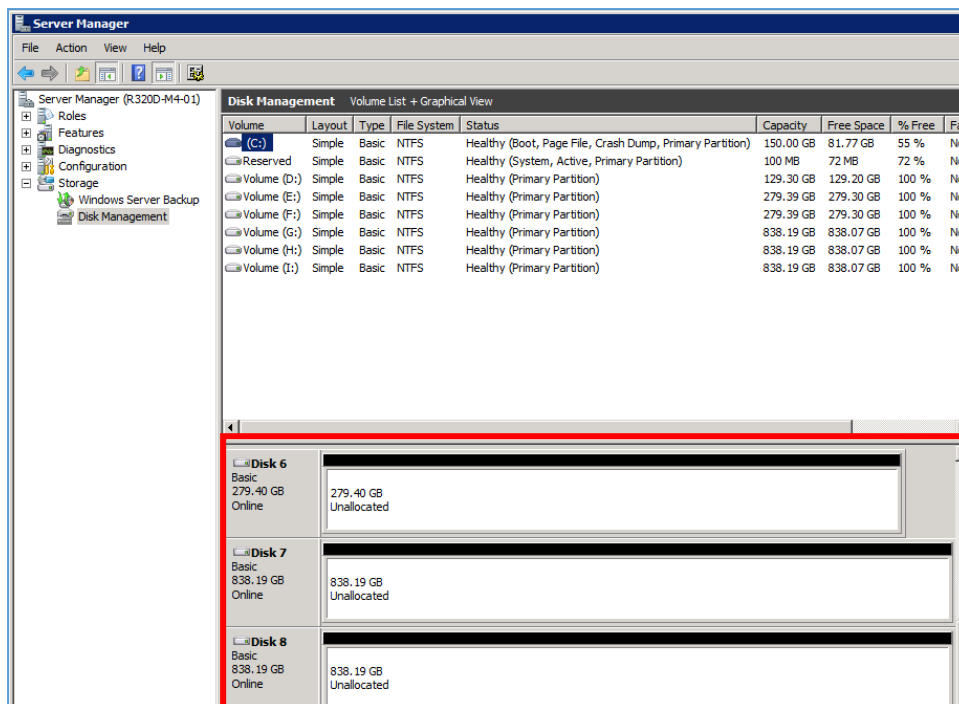 Server Manager
File Action View Help
Server Manager (R320D-M4-01)
Roles
Features
Diagnostics
Configuration
Storage
Windows Server Backup
Disk Management
Disk Management Volume List + Graphical View
Volume Layout Type File System Status Capacity Free Space % Free Fa
(C:) Simple Basic NTFS Healthy (Boot, Page File, Crash Dump, Primary Partition) 150.00 GB 81.77 GB 55 % N
Reserved Simple Basic NTFS Healthy (System, Active, Primary Partition) 100 MB 72 MB 72 % N
Volume (D:) Simple Basic NTFS Healthy (Primary Partition) 129.30 GB 129.20 GB 100 % N
Volume (E:) Simple Basic NTFS Healthy (Primary Partition) 279.39 GB 279.30 GB 100 % N
Volume (F:) Simple Basic NTFS Healthy (Primary Partition) 279.39 GB 279.30 GB 100 % N
Volume (G:) Simple Basic NTFS Healthy (Primary Partition) 838.19 GB 838.07 GB 100 % N
Volume (H:) Simple Basic NTFS Healthy (Primary Partition) 838.19 GB 838.07 GB 100 % N
Volume (I:) Simple Basic NTFS Healthy (Primary Partition) 838.19 GB 838.07 GB 100 % N
Disk 6
Basic
279.40 GB
Online
279.40 GB
Unallocated
Disk 7
Basic
838.19 GB
Online
838.19 GB
Unallocated
Disk 8
Basic
838.19 GB
Online
838.19 GB
Unallocated